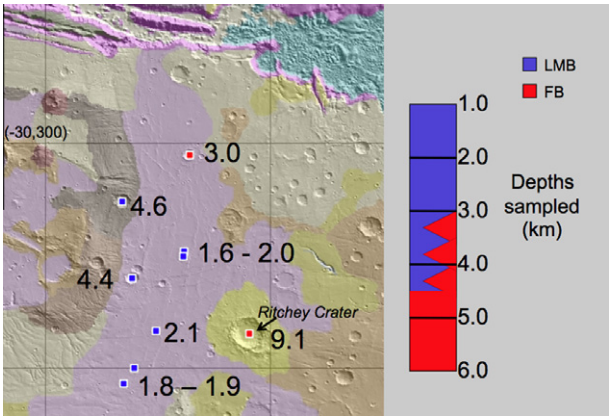 (-30,300)
3.0
4.6
1.6 - 2.0
4.4
Ritchey Crater
2.1
9.1
1.8 – 1.9
LMB
FB
1.0
2.0
3.0
4.0
5.0
6.0
Depths
sampled
(km)